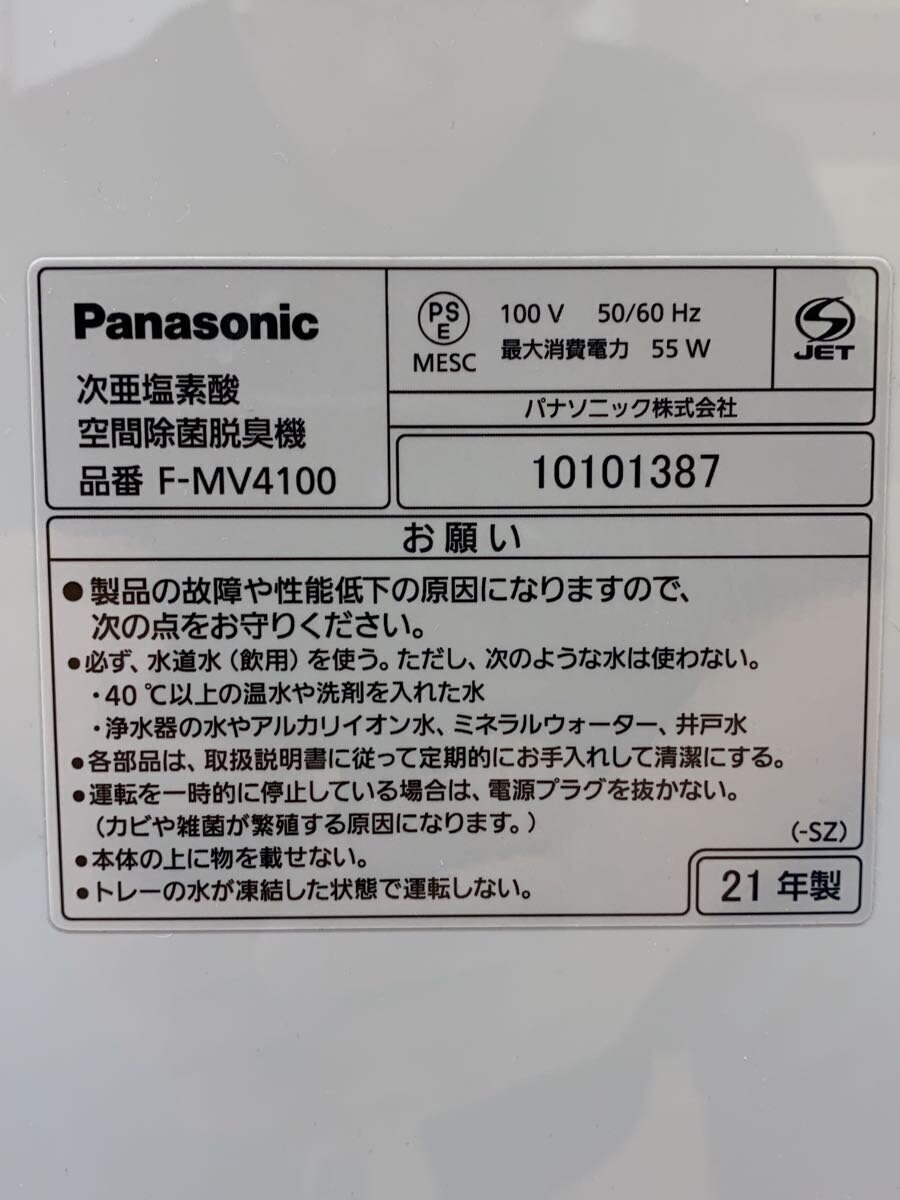 Panasonic
次亜塩素酸
空間除菌脱臭機
品番 F-MV4100
PS
E
MESC
100 V 50/60 Hz
最大消費電力 55 W
JET
パナソニック株式会社
10101387
お願い
●製品の故障や性能低下の原因になりますので、
次の点をお守りください。
●必ず、水道水（飲用）を使う。ただし、次のような水は使わない。
・40 ℃以上の温水や洗剤を入れた水
・浄水器の水やアルカリイオン水、ミネラルウォーター、井戸水
●各部品は、取扱説明書に従って定期的にお手入れして清潔にする。
●運転を一時的に停止している場合は、電源プラグを抜かない。
（カビや雑菌が繁殖する原因になります。）
●本体の上に物を載せない。
●トレーの水が凍結した状態で運転しない。
（-SZ）
21 年製